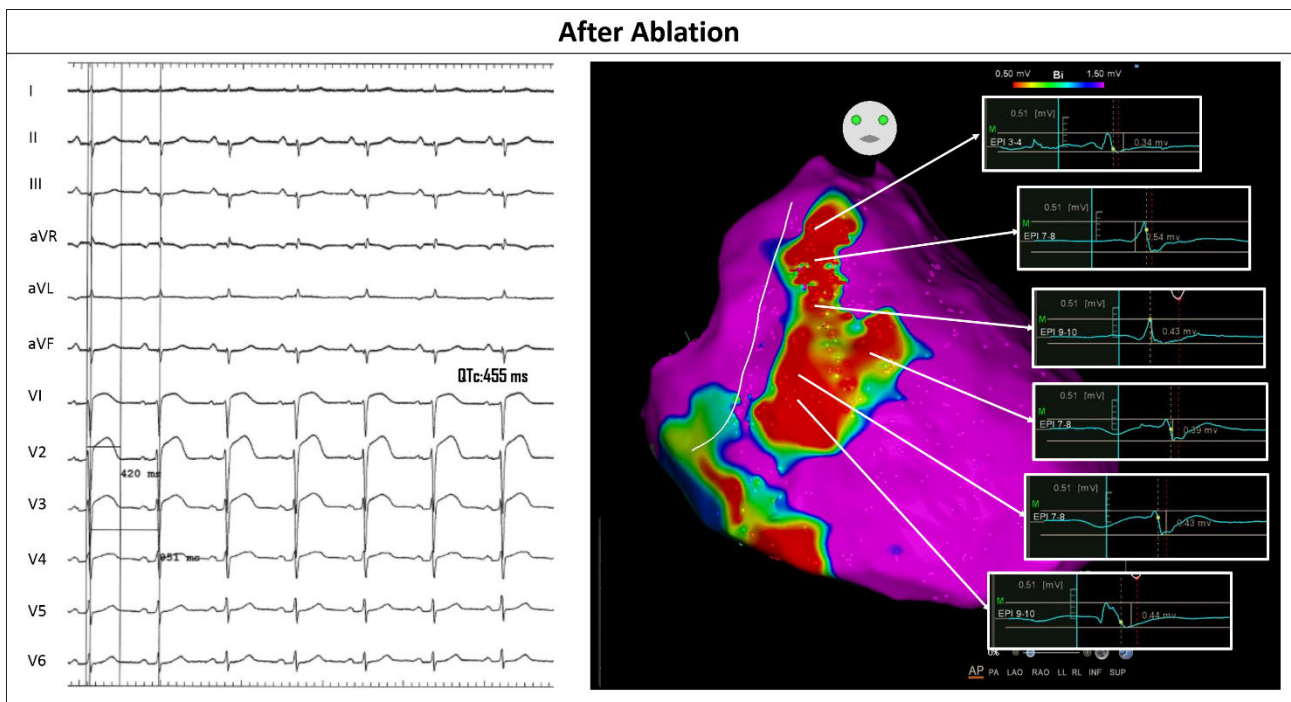 After Ablation
I
II
III
aVR
aVL
aVF
QTc:455 ms
VI
V2
420 ms
V3
V4
951 ms
V5
V6
0.50 mV Bi 1.50 mV
0.51 [mV]
M
EPI 3-4
0.34 mv
0.51 [mV]
M
EPI 7-8
0.54 mv
0.51 [mV]
M
EPI 9-10
0.43 mv
0.51 [mV]
M
EPI 7-8
0.39 mv
0.51 [mV]
M
EPI 7-8
0.43 mv
0.51 [mV]
M
EPI 9-10
0.44 mv
0%
AP PA LAO RAO LL RL INF SUP